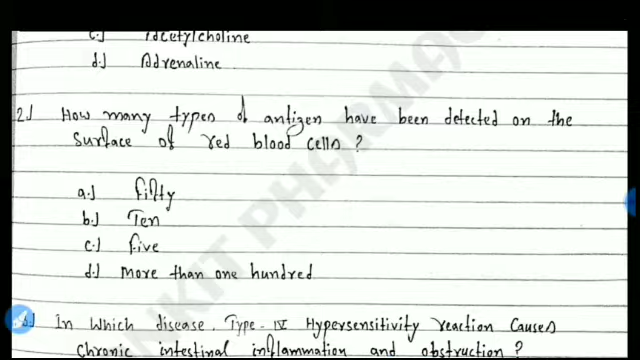 c.) Acetylcholine
d.) Adrenaline
2.) How many types of antigen have been detected on the
surface of red blood cells ?
a.) Fifty
b.) Ten
c.) Five
d.) More than one hundred
3.) In which disease, Type-IV Hypersensitivity reaction causes
chronic intestinal inflammation and obstruction ?
ANKIT PHARMAC